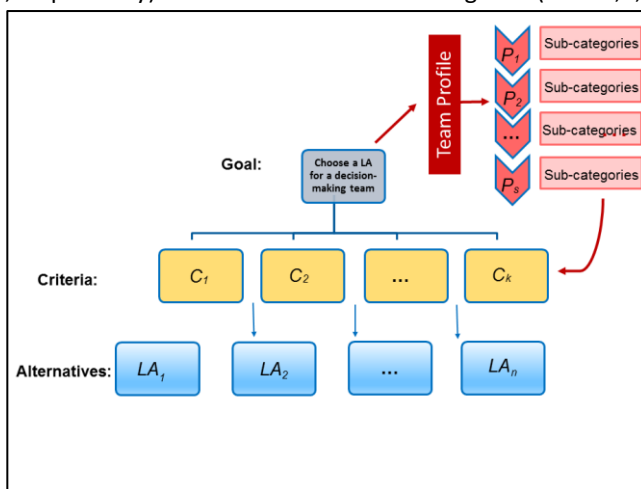 P1 Sub-categories
P2 Sub-categories
... Sub-categories
Ps Sub-categories
Team Profile
Goal:
Choose a LA
for a decision-
making team
Criteria:
C1 C2 ... Ck
Alternatives:
LA1 LA2 ... LAn